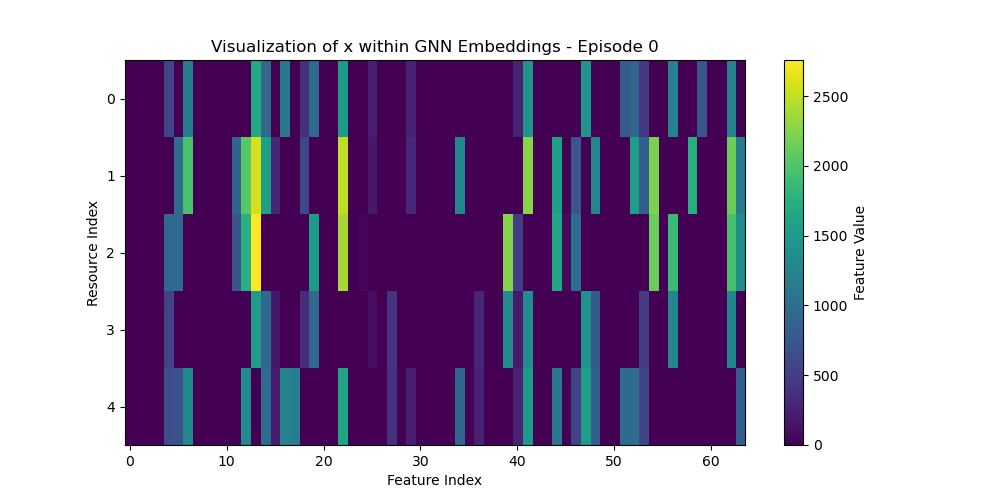 Visualization of x within GNN Embeddings - Episode 0
Resource Index
0
1
2
3
4
0 10 20 30 40 50 60
Feature Index
2500
2000
1500
1000
500
0
Feature Value